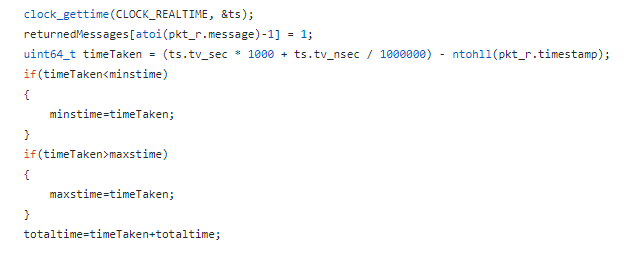 clock_gettime(CLOCK_REALTIME, &ts);
returnedMessages[atoi(pkt_r.message)-1] = 1;
uint64_t timeTaken = (ts.tv_sec * 1000 + ts.tv_nsec / 1000000) - ntohll(pkt_r.timestamp);
if(timeTaken<minstime)
{
    minstime=timeTaken;
}
if(timeTaken>maxstime)
{
    maxstime=timeTaken;
}
totaltime=timeTaken+totaltime;